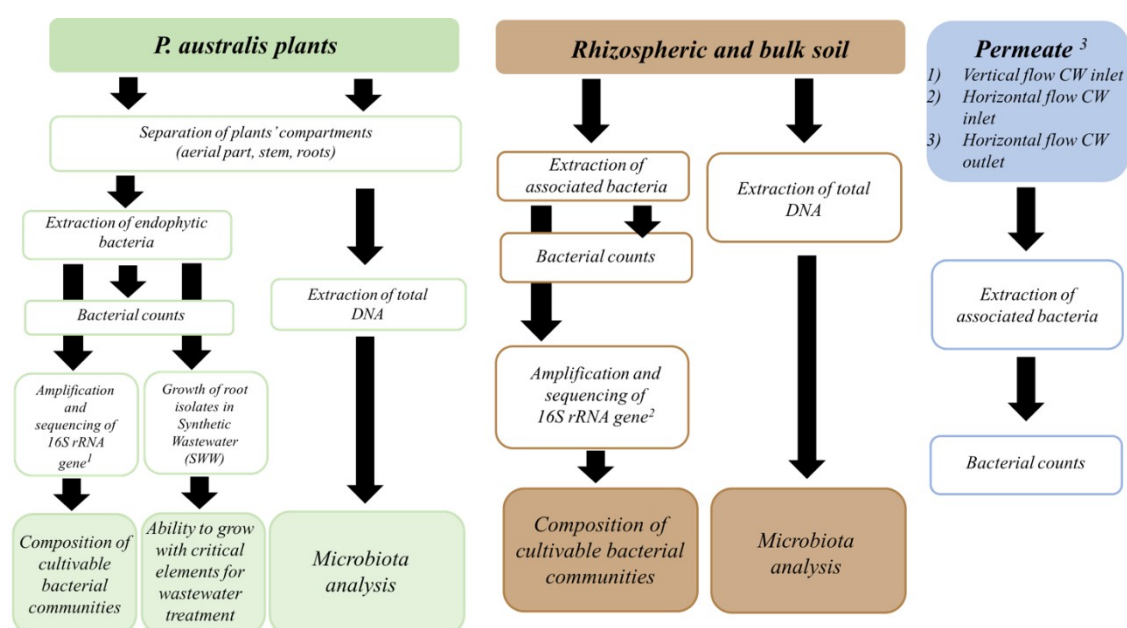 P. australis plants
Separation of plants' compartments
(aerial part, stem, roots)
Extraction of endophytic
bacteria
Bacterial counts
Amplification
and
sequencing of
16S rRNA
gene1
Growth of root
isolates in
Synthetic
Wastewater
(SWW)
Extraction of total
DNA
Composition of
cultivable
bacterial
communities
Ability to grow
with critical
elements for
wastewater
treatment
Microbiota
analysis
Rhizospheric and bulk soil
Extraction of
associated bacteria
Bacterial counts
Amplification and
sequencing of
16S rRNA gene2
Extraction of total
DNA
Composition of
cultivable bacterial
communities
Microbiota
analysis
Permeate 3
1) Vertical flow CW inlet
2) Horizontal flow CW
inlet
3) Horizontal flow CW
outlet
Extraction of
associated bacteria
Bacterial counts